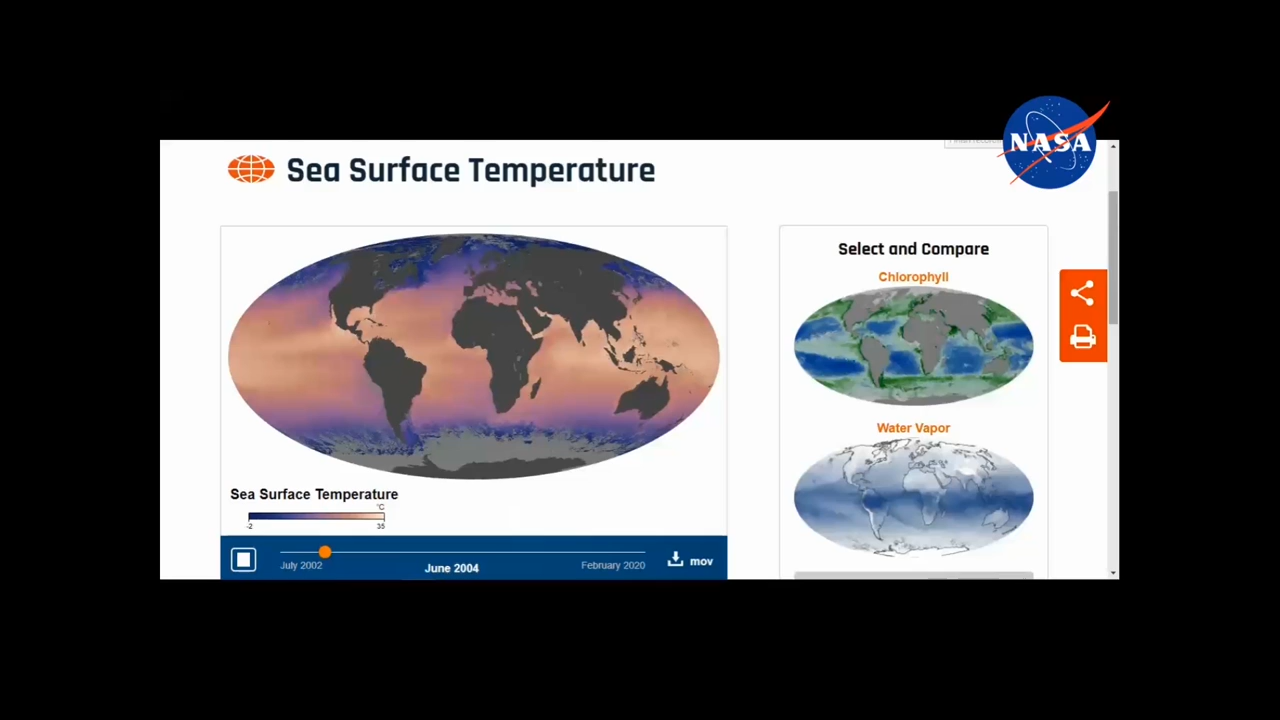 NASA
Sea Surface Temperature
Select and Compare
Chlorophyll
Water Vapor
Sea Surface Temperature
°C
-2 35
July 2002 June 2004 February 2020 mov